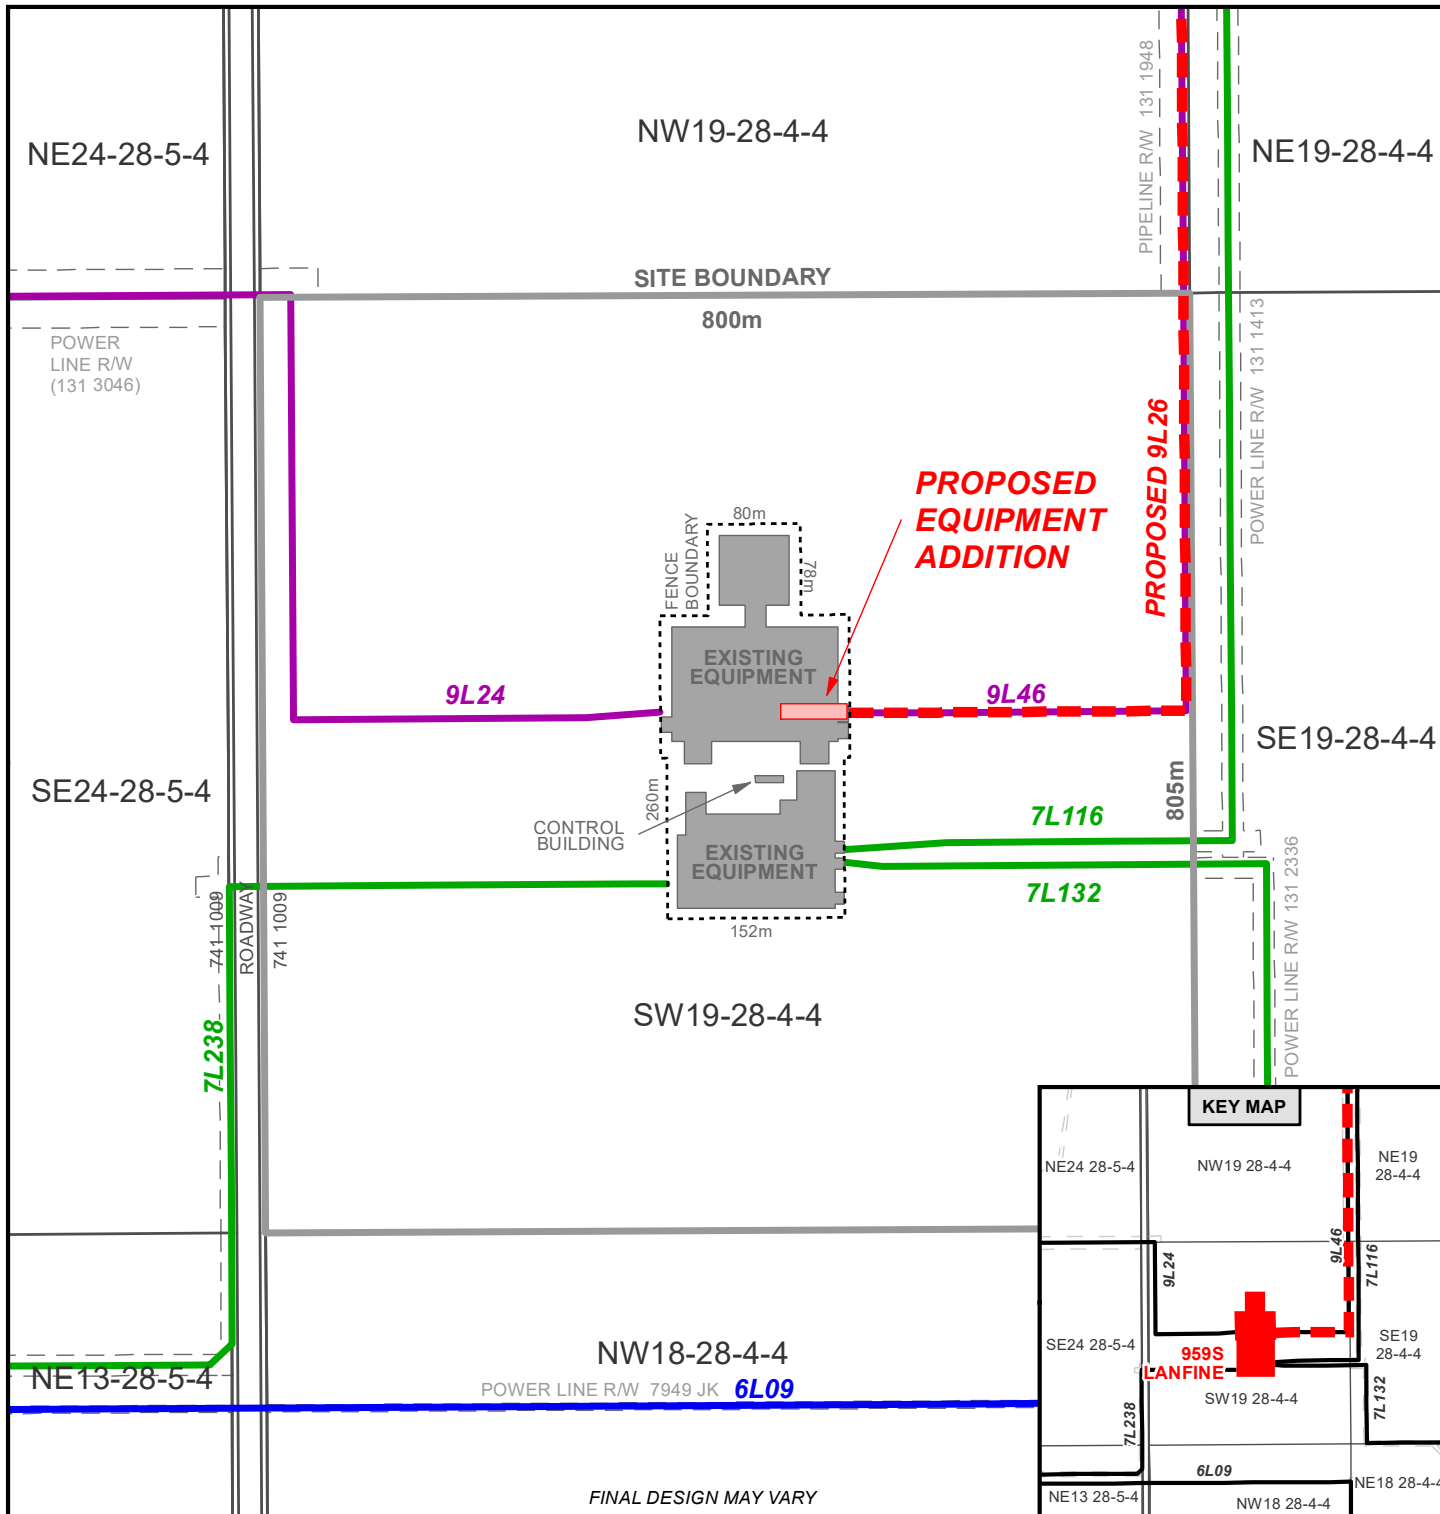 NW19-28-4-4
NE24-28-5-4
NE19-28-4-4
PIPELINE R/W 131 1948
SITE BOUNDARY
800m
POWER
LINE R/W
(131 3046)
POWER LINE R/W 131 1413
PROPOSED 9L26
PROPOSED
EQUIPMENT
ADDITION
80m
78m
FENCE
BOUNDARY
EXISTING
EQUIPMENT
9L24
9L46
SE19-28-4-4
SE24-28-5-4
805m
260m
CONTROL
BUILDING
7L116
EXISTING
EQUIPMENT
7L132
POWER LINE R/W 131 2336
741 1009
ROADWAY
741 1009
152m
SW19-28-4-4
7L238
NW18-28-4-4
NE13-28-5-4
POWER LINE R/W 7949 JK
6L09
FINAL DESIGN MAY VARY
KEY MAP
NE24 28-5-4
NW19 28-4-4
NE19
28-4-4
9L24
9L46
7L116
SE24 28-5-4
SE19
28-4-4
959S
LANFINE
SW19 28-4-4
7L132
7L238
6L09
NE13 28-5-4
NW18 28-4-4
NE18 28-4-4